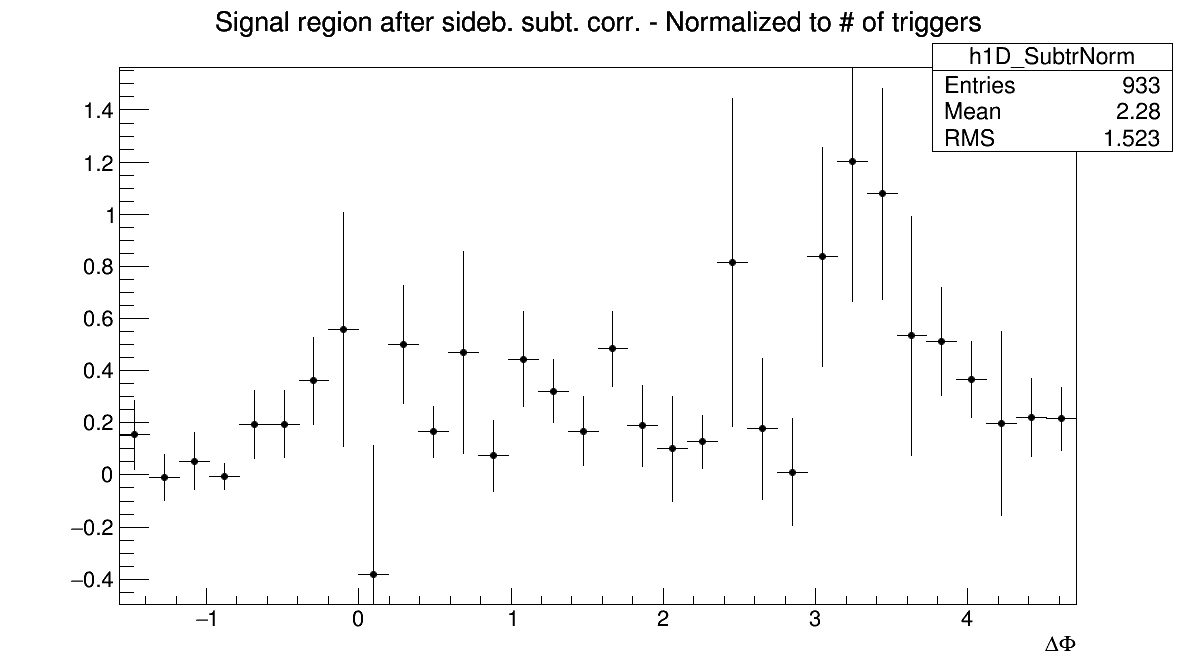 Signal region after sideb. subt. corr. - Normalized to # of triggers
h1D_SubtrNorm
Entries 933
Mean 2.28
RMS 1.523
1.4
1.2
1
0.8
0.6
0.4
0.2
0
−0.2
−0.4
−1 0 1 2 3 4
ΔΦ